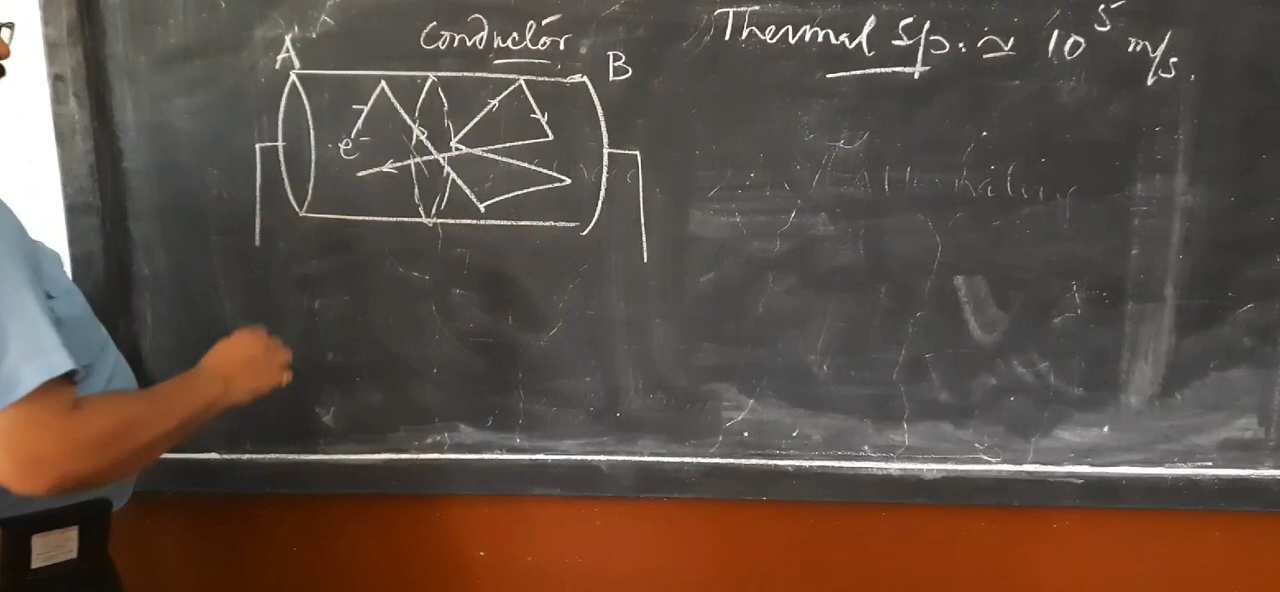 Conductor
Thermal Sp. ≃ 10⁵ m/s.
A
B
e⁻